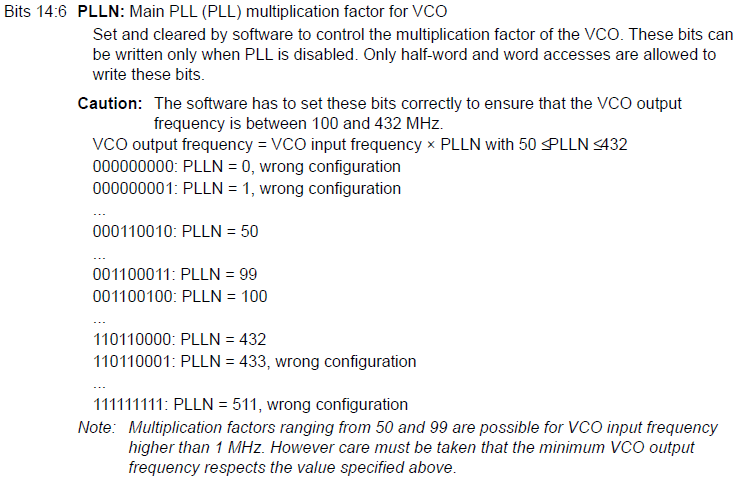 Bits 14:6 PLLN: Main PLL (PLL) multiplication factor for VCO
Set and cleared by software to control the multiplication factor of the VCO. These bits can
be written only when PLL is disabled. Only half-word and word accesses are allowed to
write these bits.
Caution: The software has to set these bits correctly to ensure that the VCO output
frequency is between 100 and 432 MHz.
VCO output frequency = VCO input frequency × PLLN with 50 ≤PLLN ≤432
000000000: PLLN = 0, wrong configuration
000000001: PLLN = 1, wrong configuration
...
000110010: PLLN = 50
...
001100011: PLLN = 99
001100100: PLLN = 100
...
110110000: PLLN = 432
110110001: PLLN = 433, wrong configuration
...
111111111: PLLN = 511, wrong configuration
Note: Multiplication factors ranging from 50 and 99 are possible for VCO input frequency
higher than 1 MHz. However care must be taken that the minimum VCO output
frequency respects the value specified above.